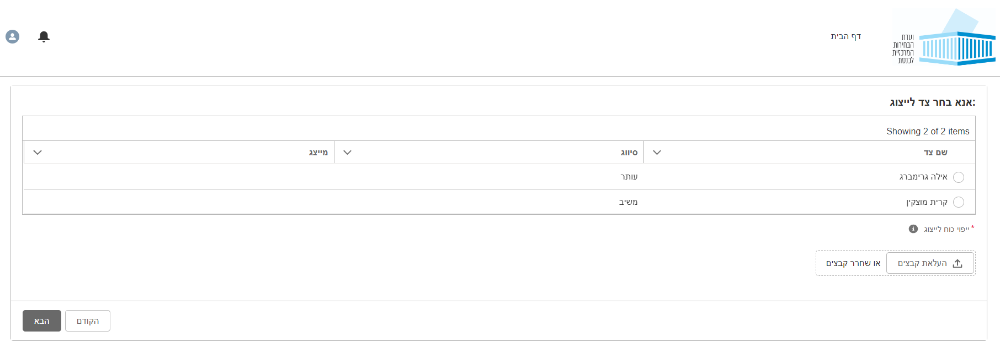 ועדת
הבחירות
המרכזית
לכנסת
דף הבית
אנא בחר צד לייצוג:
Showing 2 of 2 items
שם צד סיווג מייצג
אילה גרימברג עותר
קרית מוצקין משיב
*ייפוי כוח לייצוג
העלאת קבצים או שחרר קבצים
הקודם הבא